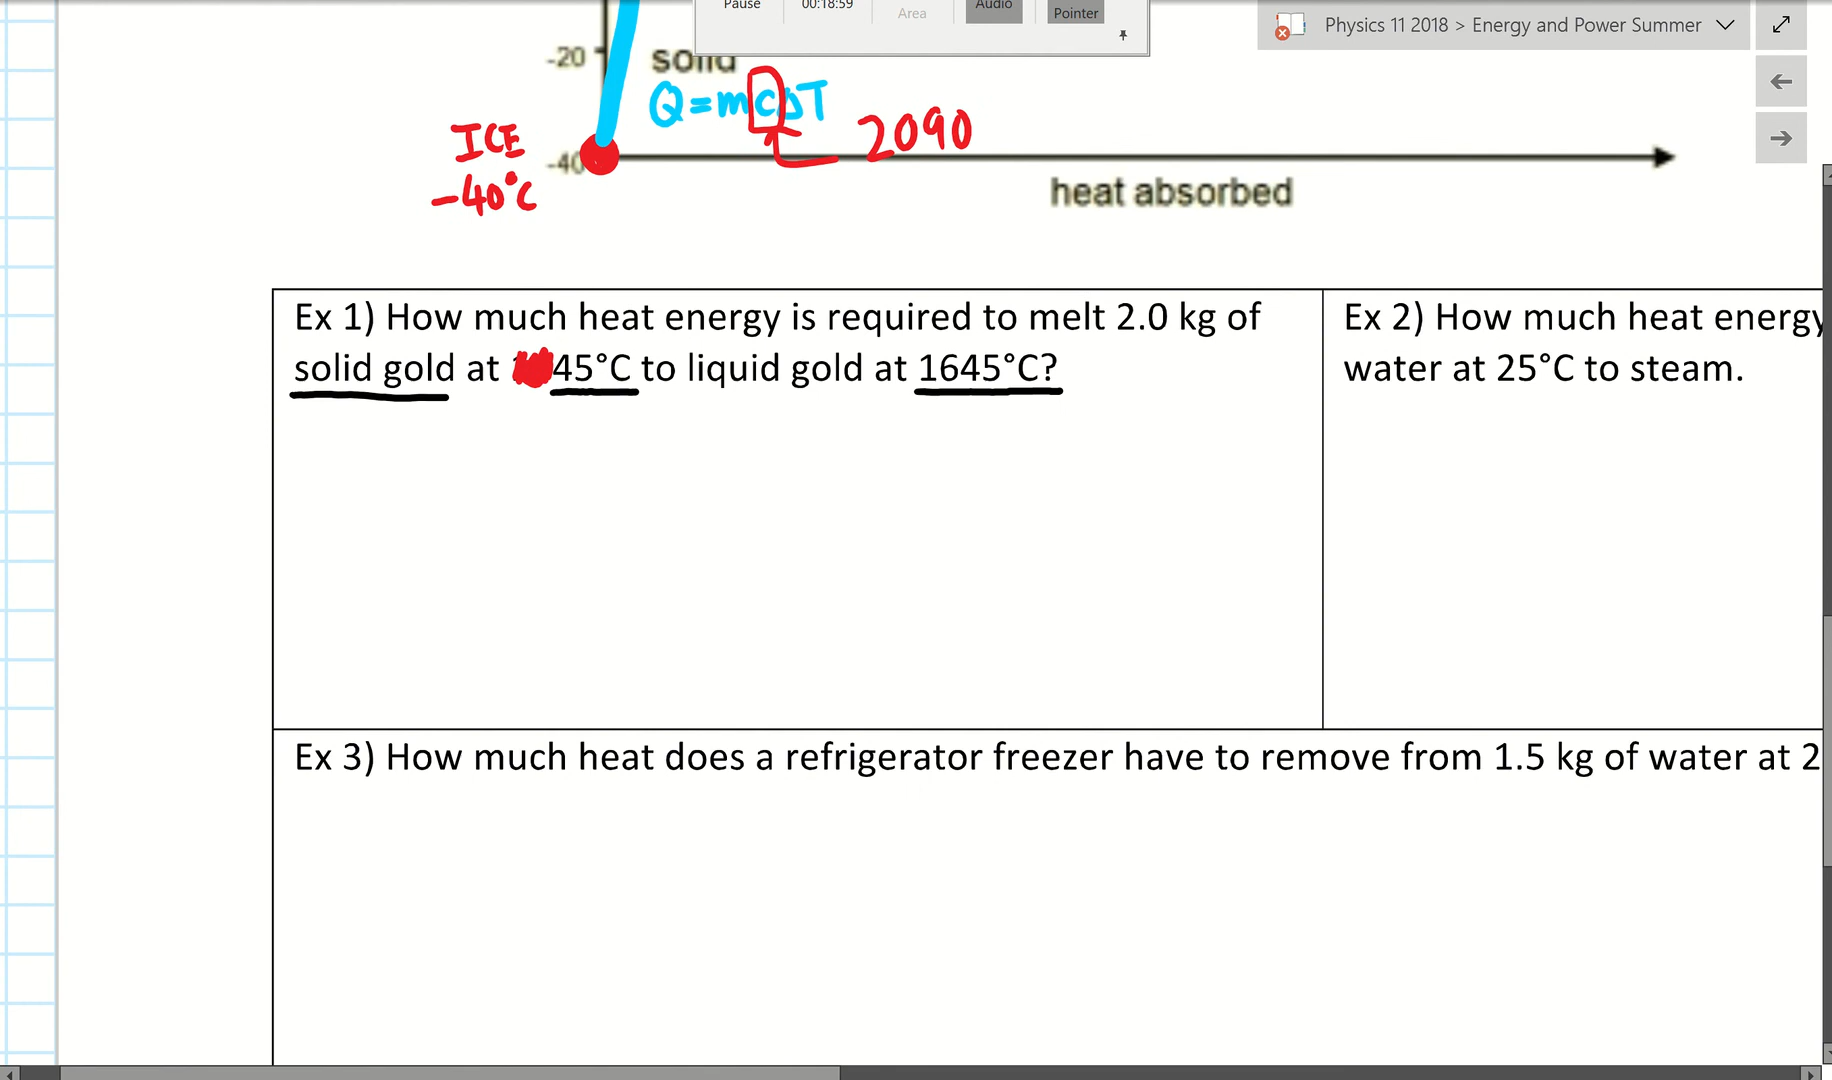 Pause 00:18:59 Area Audio Pointer
Physics 11 2018 > Energy and Power Summer
-20
solid
Q=mcΔT
2090
ICE
-40
-40°C
heat absorbed
Ex 1) How much heat energy is required to melt 2.0 kg of
solid gold at 45°C to liquid gold at 1645°C?
Ex 2) How much heat energy
water at 25°C to steam.
Ex 3) How much heat does a refrigerator freezer have to remove from 1.5 kg of water at 2